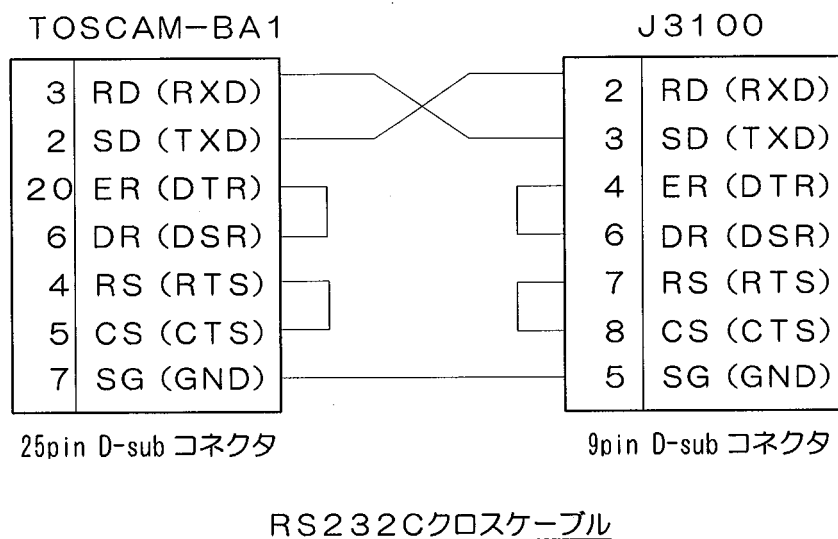 TOSCAM-BA1
J3100
3 RD (RXD)
2 SD (TXD)
20 ER (DTR)
6 DR (DSR)
4 RS (RTS)
5 CS (CTS)
7 SG (GND)
2 RD (RXD)
3 SD (TXD)
4 ER (DTR)
6 DR (DSR)
7 RS (RTS)
8 CS (CTS)
5 SG (GND)
25pin D-sub コネクタ
9pin D-sub コネクタ
RS232Cクロスケーブル